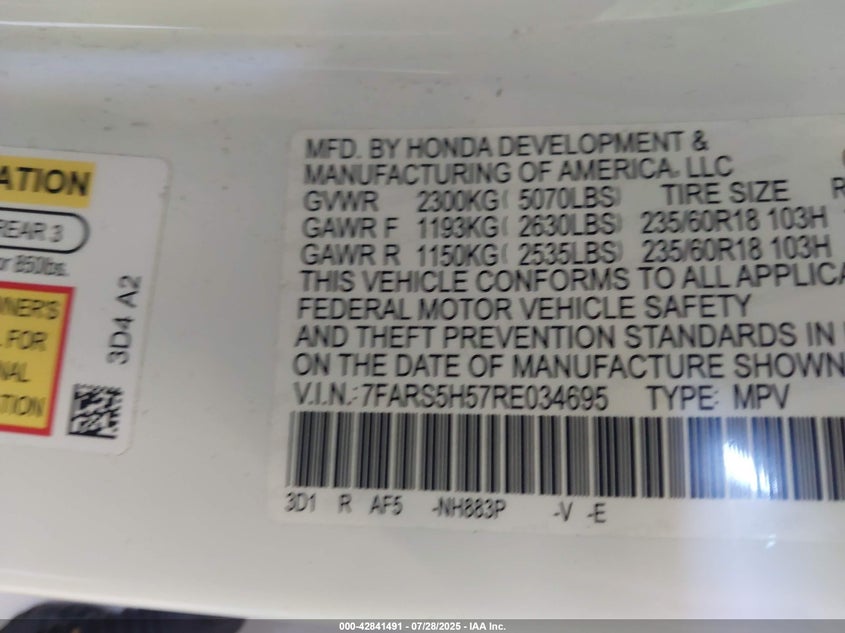 ATION
REAR 3
or 850lbs.
WNER'S
L FOR
NAL
ATION
3D4 A2
MFD. BY HONDA DEVELOPMENT &
MANUFACTURING OF AMERICA, LLC
GVWR 2300KG( 5070LBS) TIRE SIZE R
GAWR F 1193KG( 2630LBS) 235/60R18 103H
GAWR R 1150KG( 2535LBS) 235/60R18 103H
THIS VEHICLE CONFORMS TO ALL APPLICA
FEDERAL MOTOR VEHICLE SAFETY
AND THEFT PREVENTION STANDARDS IN
ON THE DATE OF MANUFACTURE SHOWN
V.I.N.: 7FARS5H57RE034695 TYPE: MPV
3D1 R AF5 -NH883P -V -E
000-42841491 - 07/28/2025 - IAA Inc.